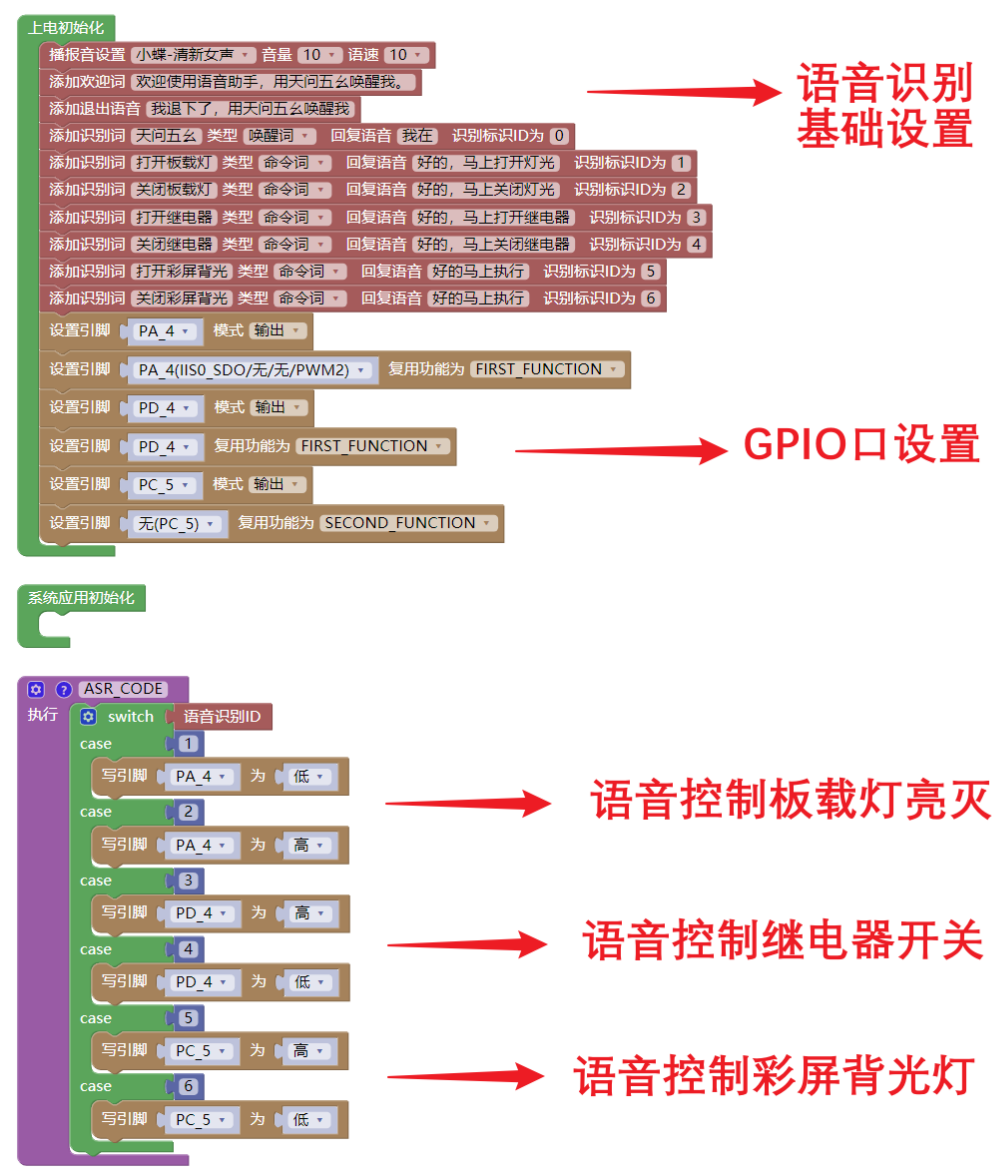 上电初始化
播报音设置 小蝶-清新女声 音量 10 语速 10
添加欢迎词 欢迎使用语音助手，用天问五幺唤醒我。
添加退出语音 我退下了，用天问五幺唤醒我
添加识别词 天问五幺 类型 唤醒词 回复语音 我在 识别标识ID为 0
添加识别词 打开板载灯 类型 命令词 回复语音 好的，马上打开灯光 识别标识ID为 1
添加识别词 关闭板载灯 类型 命令词 回复语音 好的，马上关闭灯光 识别标识ID为 2
添加识别词 打开继电器 类型 命令词 回复语音 好的，马上打开继电器 识别标识ID为 3
添加识别词 关闭继电器 类型 命令词 回复语音 好的，马上关闭继电器 识别标识ID为 4
添加识别词 打开彩屏背光 类型 命令词 回复语音 好的马上执行 识别标识ID为 5
添加识别词 关闭彩屏背光 类型 命令词 回复语音 好的马上执行 识别标识ID为 6
语音识别
基础设置
设置引脚 PA_4 模式 输出
设置引脚 PA_4(IIS0_SDO/无/无/PWM2) 复用功能为 FIRST_FUNCTION
设置引脚 PD_4 模式 输出
设置引脚 PD_4 复用功能为 FIRST_FUNCTION
设置引脚 PC_5 模式 输出
设置引脚 无(PC_5) 复用功能为 SECOND_FUNCTION
GPIO口设置
系统应用初始化
? ASR_CODE
执行 switch 语音识别ID
case 1
写引脚 PA_4 为 低
case 2
写引脚 PA_4 为 高
语音控制板载灯亮灭
case 3
写引脚 PD_4 为 高
case 4
写引脚 PD_4 为 低
语音控制继电器开关
case 5
写引脚 PC_5 为 高
case 6
写引脚 PC_5 为 低
语音控制彩屏背光灯